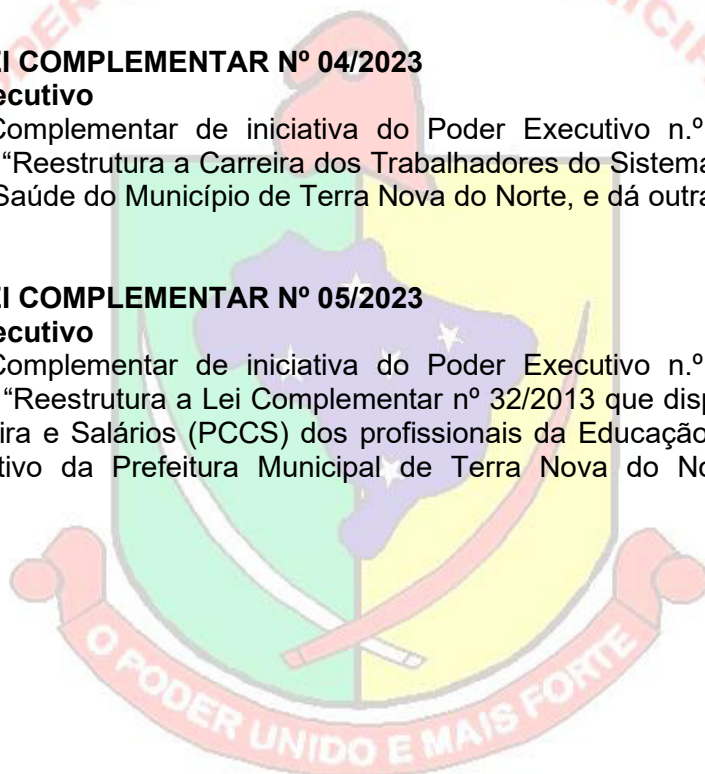 EI COMPLEMENTAR Nº 04/2023
ecutivo
Complementar de iniciativa do Poder Executivo n.º
“Reestrutura a Carreira dos Trabalhadores do Sistema
Saúde do Município de Terra Nova do Norte, e dá outra
EI COMPLEMENTAR Nº 05/2023
ecutivo
Complementar de iniciativa do Poder Executivo n.º
“Reestrutura a Lei Complementar nº 32/2013 que disp
ira e Salários (PCCS) dos profissionais da Educação
tivo da Prefeitura Municipal de Terra Nova do No
O PODER UNIDO E MAIS FORTE